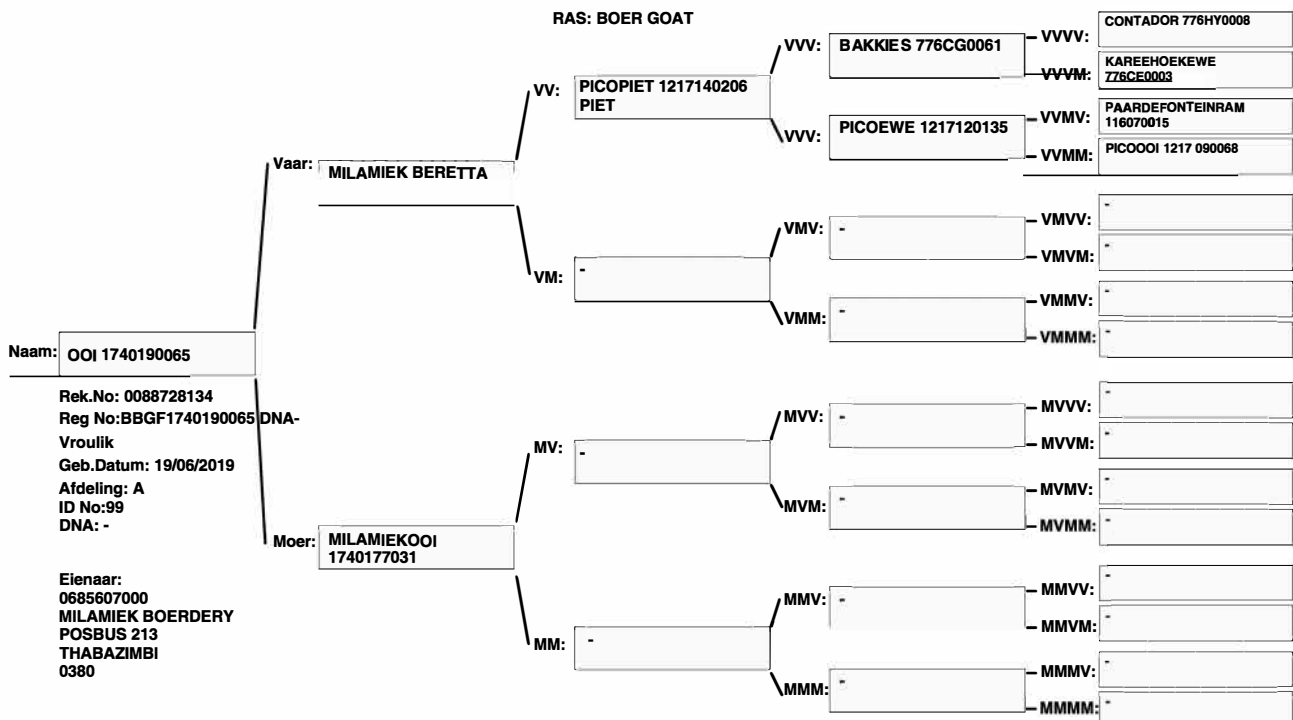 RAS: BOER GOAT
Naam: OOI 1740190065
Rek.No: 0088728134
Reg No:BBGF1740190065 DNA-
Vroulik
Geb.Datum: 19/06/2019
Afdeling: A
ID No:99
DNA: -
Eienaar:
0685607000
MILAMIEK BOERDERY
POSBUS 213
THABAZIMBI
0380
Vaar: MILAMIEK BERETTA
Moer: MILAMIEKOOI
1740177031
VV: PICOPIET 1217140206
PIET
VM: -
MV: -
MM: -
VVV: BAKKIES 776CG0061
VVV: PICOEWE 1217120135
VMV: -
VMM: -
MVV: -
MVM: -
MMV: -
MMM: -
VVVV: CONTADOR 776HY0008
VVVM: KAREEHOEKEWE
776CE0003
VVMV: PAARDEFONTEINRAM
116070015
VVMM: PICOOOI 1217 090068
VMVV: -
VMVM: -
VMMV: -
VMMM: -
MVVV: -
MVVM: -
MVMV: -
MVMM: -
MMVV: -
MMVM: -
MMMV: -
MMMM: -